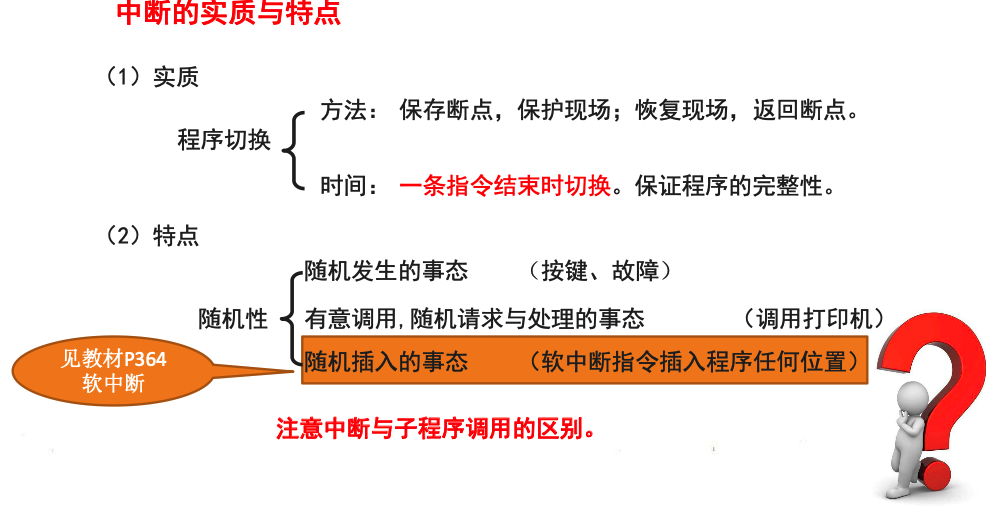 中断的实质与特点
（1）实质
方法： 保存断点，保护现场；恢复现场，返回断点。
程序切换
时间： 一条指令结束时切换。保证程序的完整性。
（2）特点
随机发生的事态 （按键、故障）
随机性
有意调用,随机请求与处理的事态 （调用打印机）
随机插入的事态 （软中断指令插入程序任何位置）
见教材P364
软中断
注意中断与子程序调用的区别。